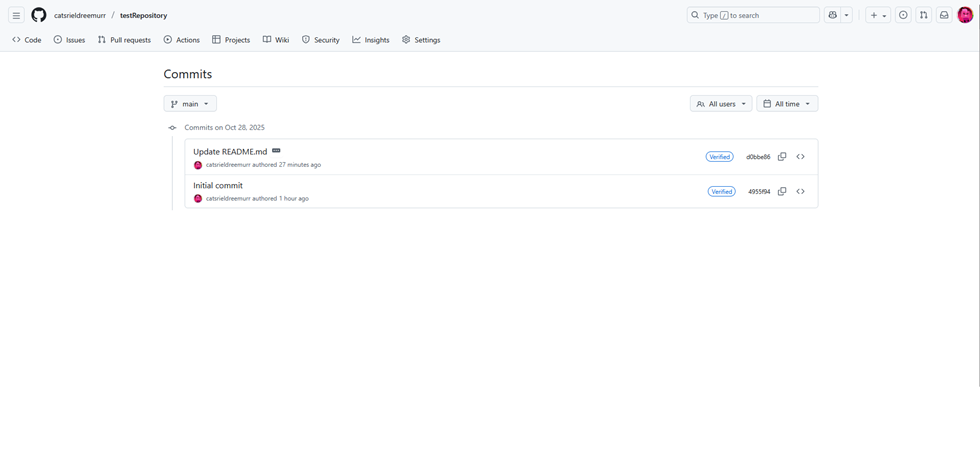 catsrieldreemurr / testRepository
Type / to search
Code Issues Pull requests Actions Projects Wiki Security Insights Settings
Commits
main
All users All time
Commits on Oct 28, 2025
Update README.md
Verified d0bbe86
catsrieldreemurr authored 27 minutes ago
Initial commit
Verified 4955f94
catsrieldreemurr authored 1 hour ago